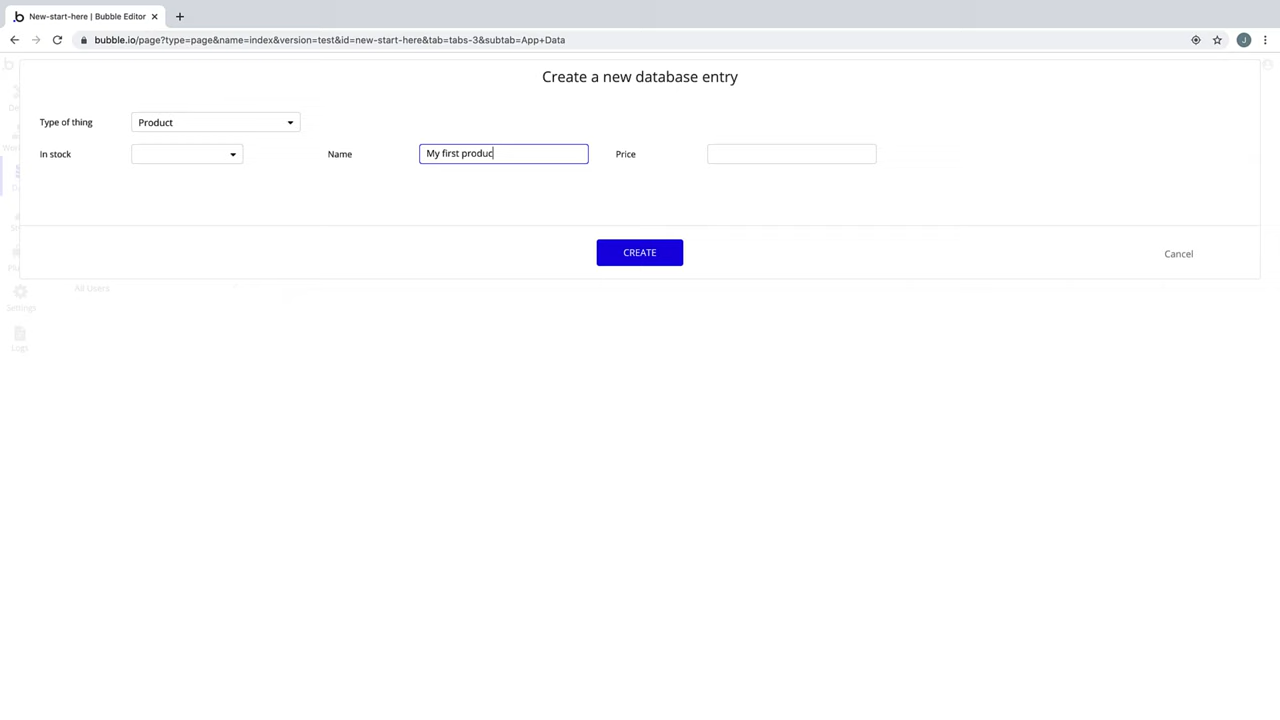 New-start-here | Bubble Editor
bubble.io/page?type=page&name=index&version=test&id=new-start-here&tab=tabs-3&subtab=App+Data
J
Create a new database entry
Type of thing
Product
In stock
Name
My first produc
Price
CREATE
Cancel
All Users
Settings
Logs